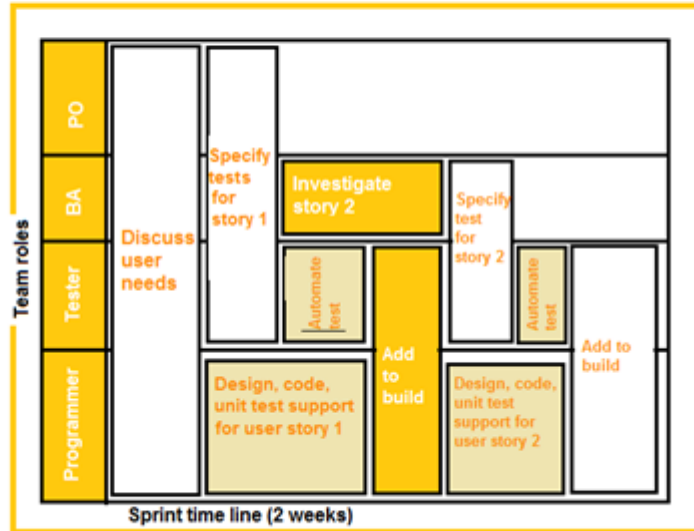 Team roles
PO
BA
Tester
Programmer
Discuss
user
needs
Specify
tests
for
story 1
Investigate
story 2
Automate
test
Design, code,
unit test support
for user story 1
Add
to
build
Specify
test
for
story 2
Automate
test
Design, code,
unit test
support for
user story 2
Add to
build
Sprint time line (2 weeks)